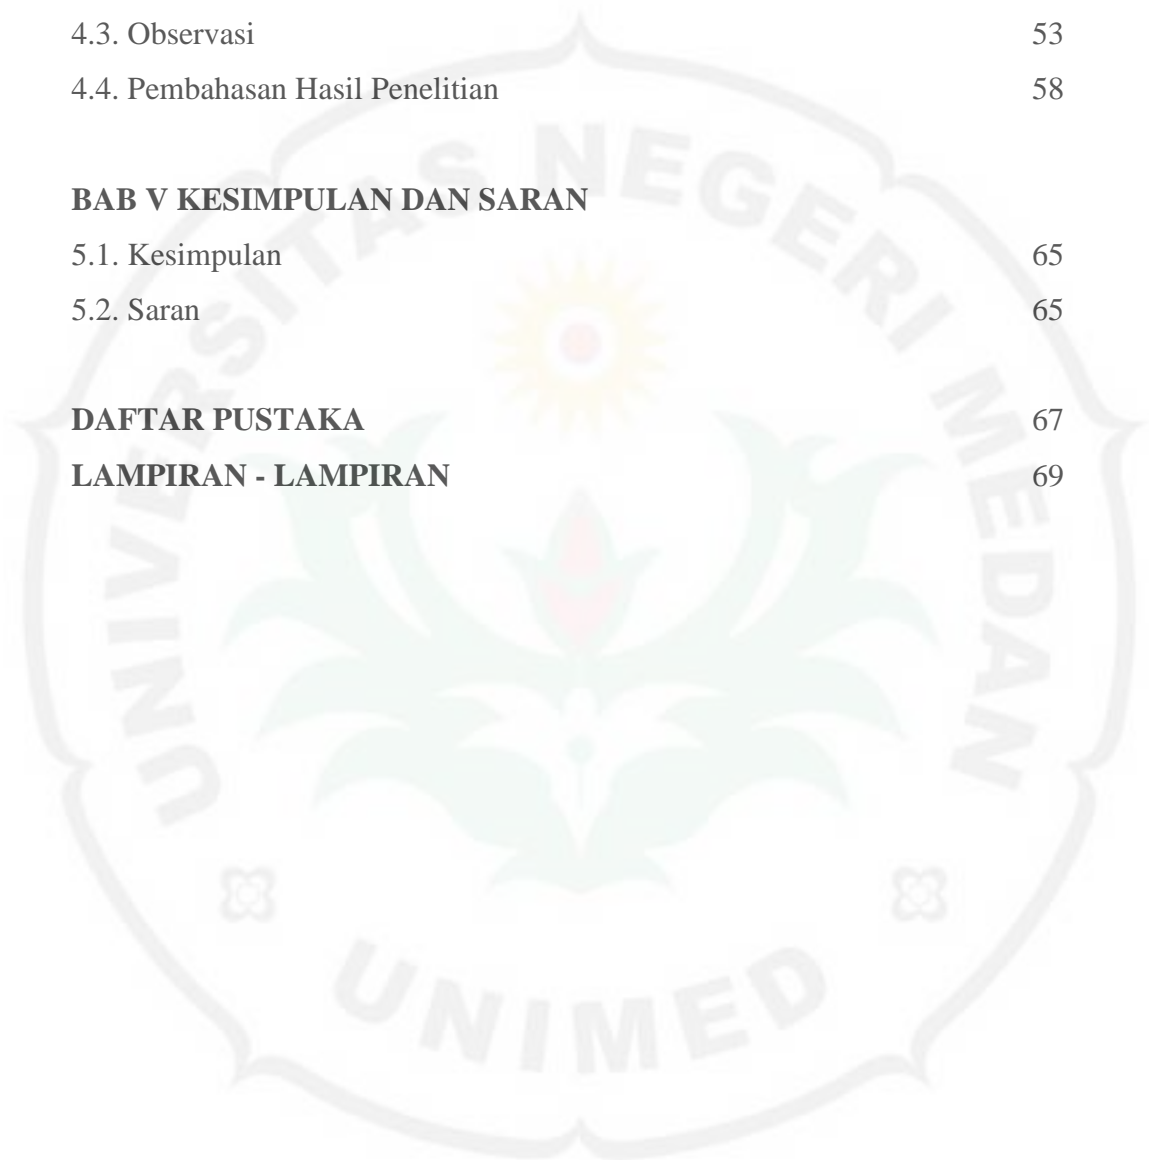 4.3. Observasi 53
4.4. Pembahasan Hasil Penelitian 58
BAB V KESIMPULAN DAN SARAN
5.1. Kesimpulan 65
5.2. Saran 65
DAFTAR PUSTAKA 67
LAMPIRAN - LAMPIRAN 69
UNIVERSITAS NEGERI MEDAN
UNIMED